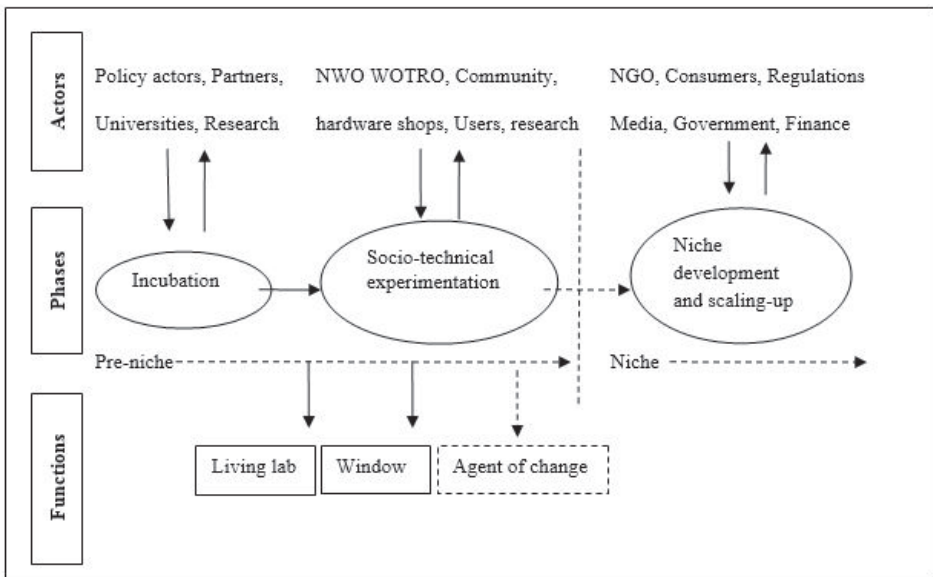 Actors
Policy actors, Partners,
Universities, Research
NWO WOTRO, Community,
hardware shops, Users, research
NGO, Consumers, Regulations
Media, Government, Finance
Phases
Incubation
Socio-technical
experimentation
Niche
development
and scaling-up
Pre-niche
Niche
Functions
Living lab
Window
Agent of change